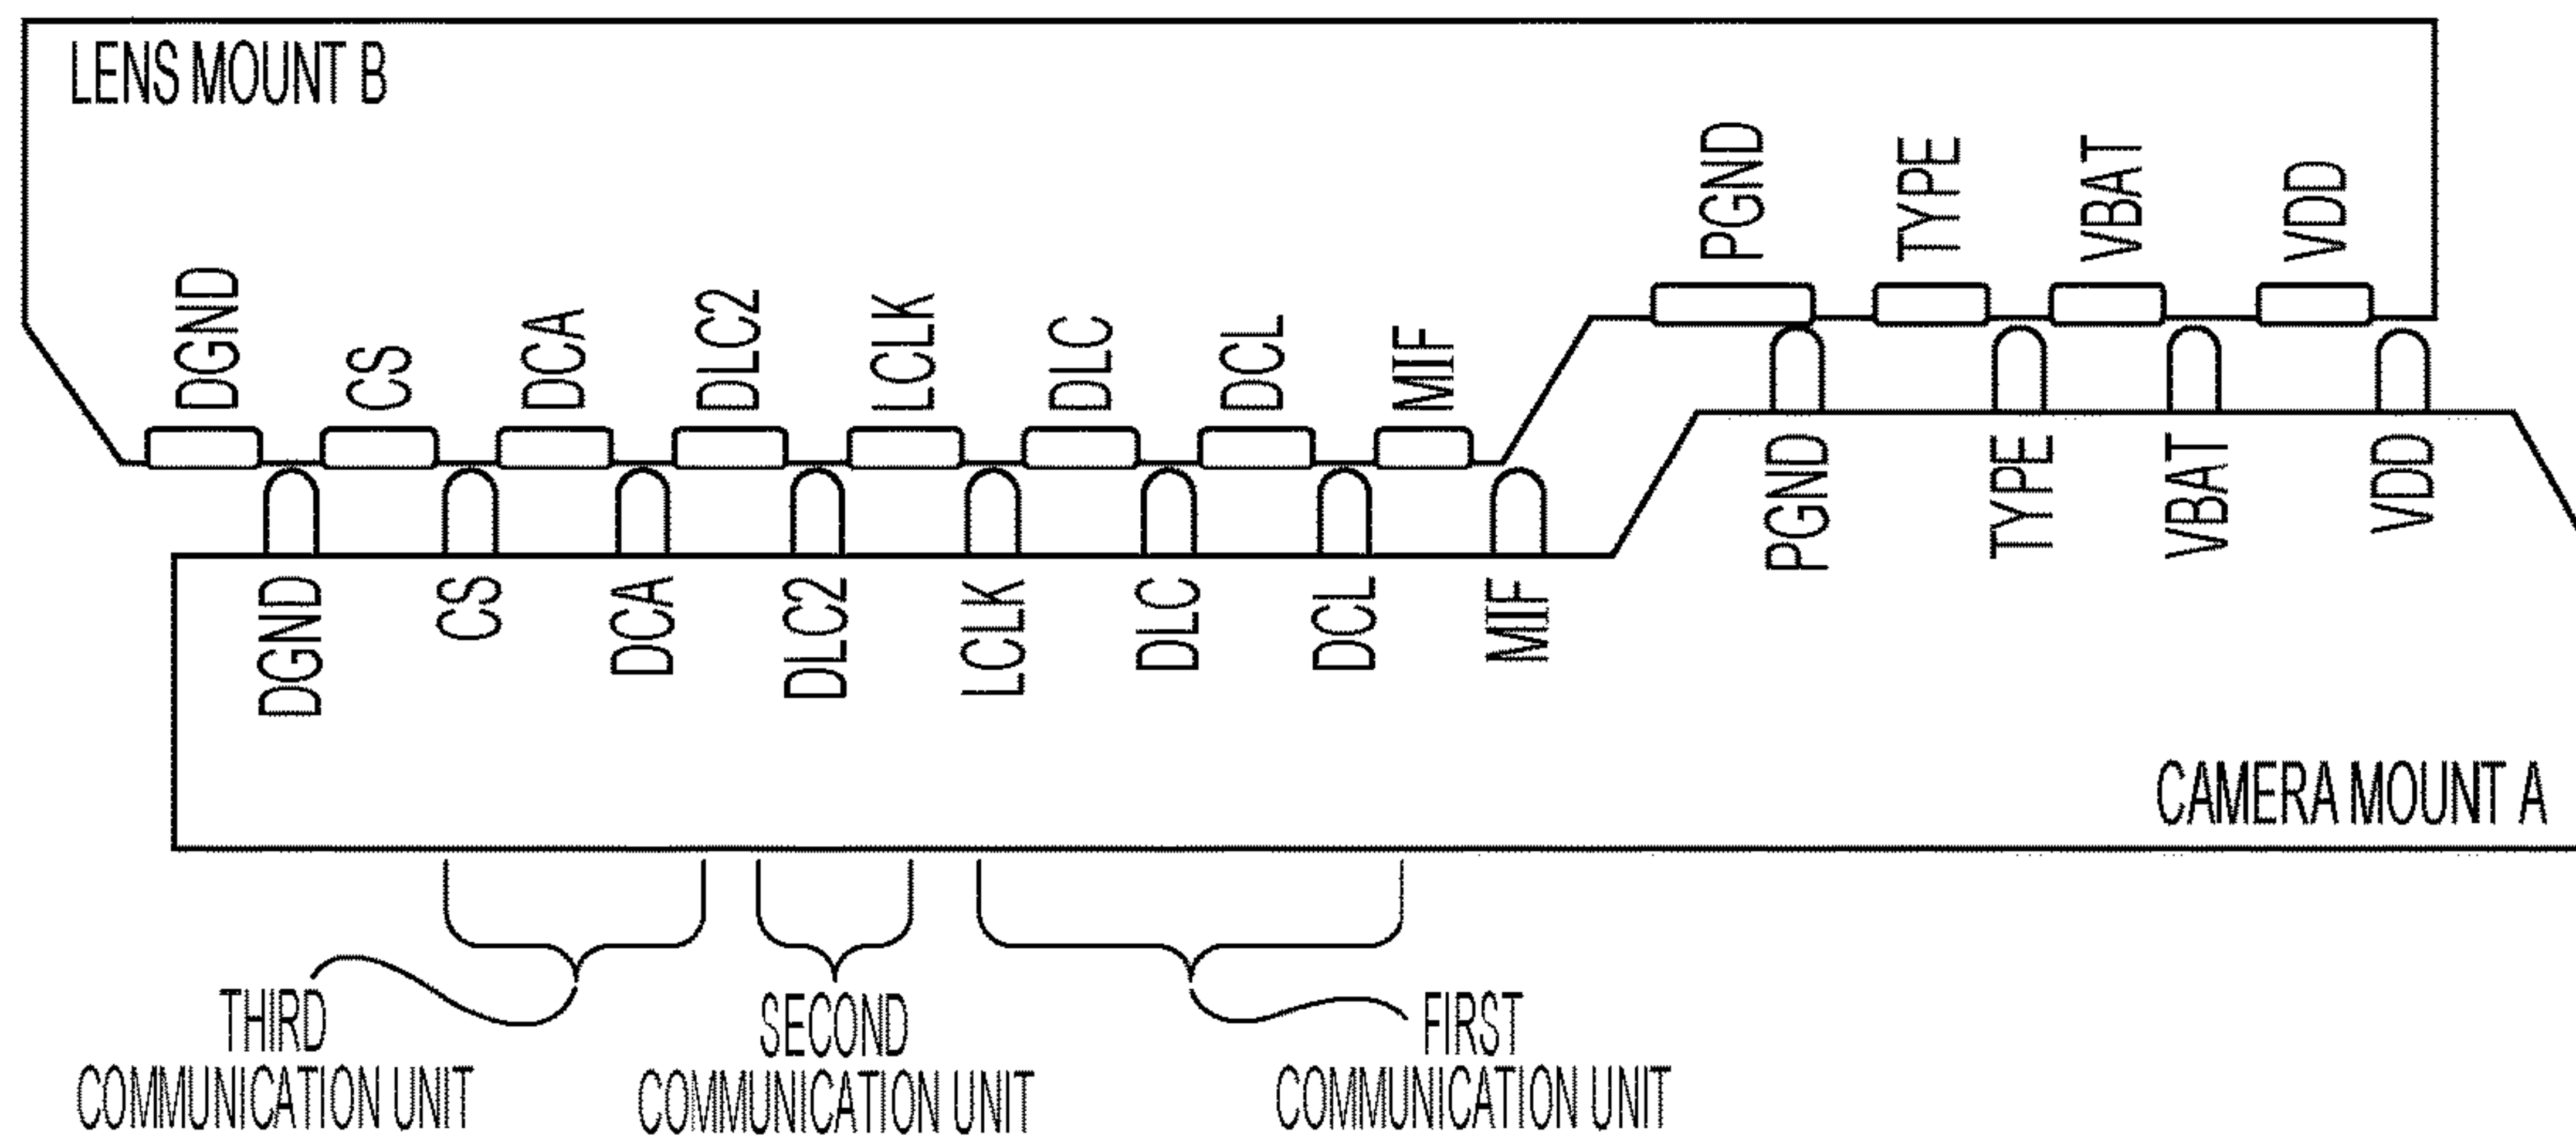 LENS MOUNT B
PGND
TYPE
VBAT
VDD
DGND
CS
DCA
DLC2
LCLK
DLC
DCL
MIF
PGND
TYPE
VBAT
VDD
DGND
CS
DCA
DLC2
LCLK
DLC
DCL
MIF
CAMERA MOUNT A
THIRD
COMMUNICATION UNIT
SECOND
COMMUNICATION UNIT
FIRST
COMMUNICATION UNIT